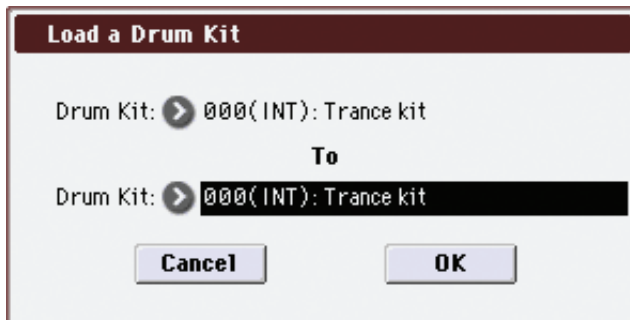 Load a Drum Kit
Drum Kit: 000(INT): Trance kit
To
Drum Kit: 000(INT): Trance kit
Cancel OK